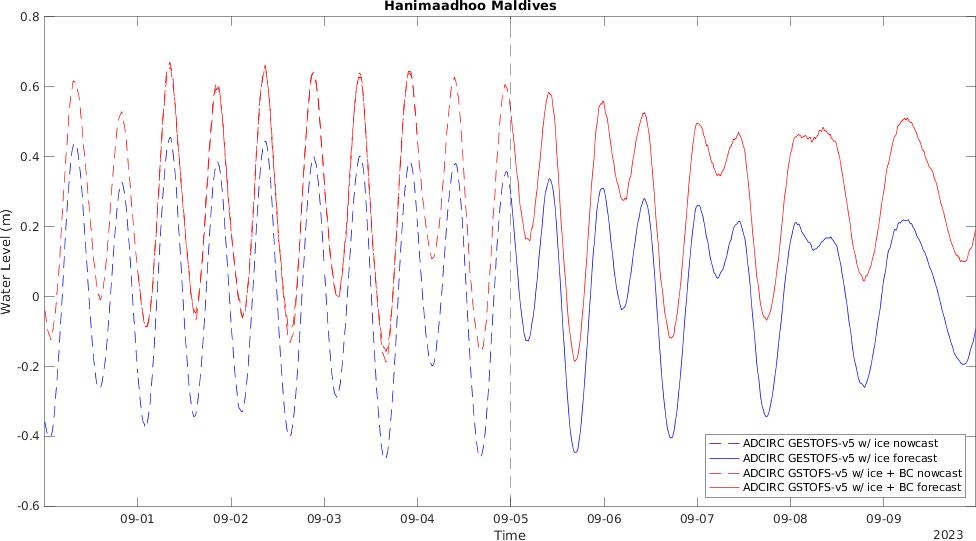 Hanimaadhoo Maldives
0.8
0.6
0.4
0.2
0
-0.2
-0.4
-0.6
Water Level (m)
09-01
09-02
09-03
09-04
09-05
09-06
09-07
09-08
09-09
Time
2023
ADCIRC GESTOFS-v5 w/ ice nowcast
ADCIRC GESTOFS-v5 w/ ice forecast
ADCIRC GSTOFS-v5 w/ ice + BC nowcast
ADCIRC GSTOFS-v5 w/ ice + BC forecast